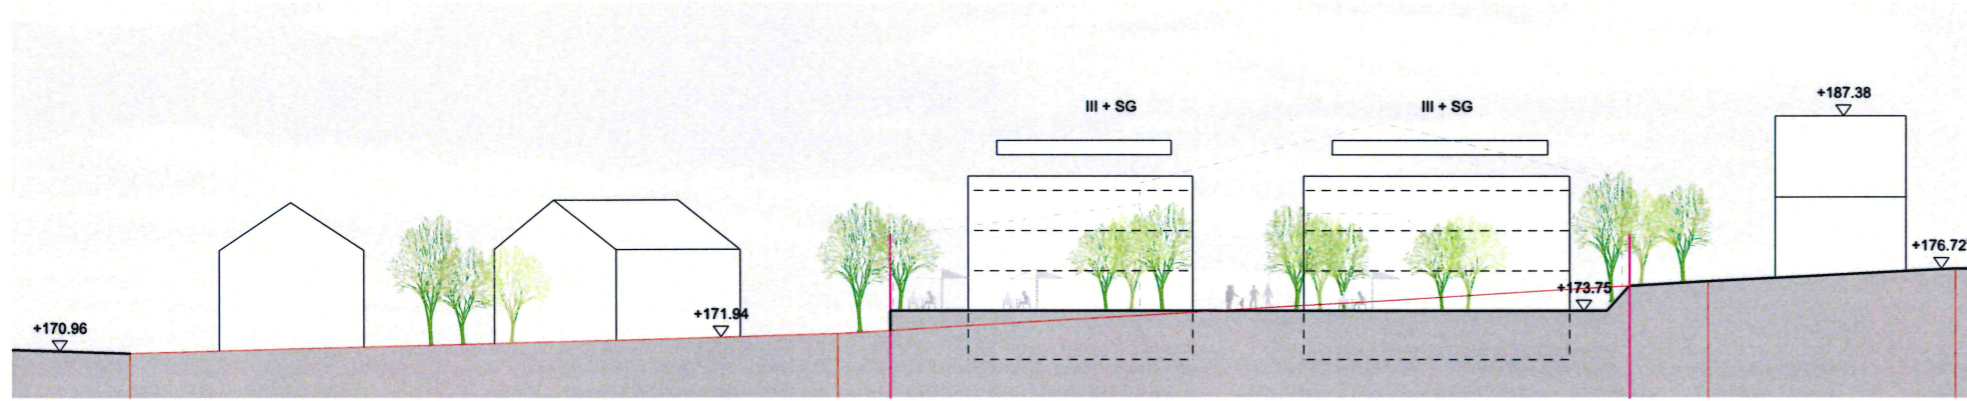 +187.38
III + SG
III + SG
+176.72
+173.75
+171.94
+170.96